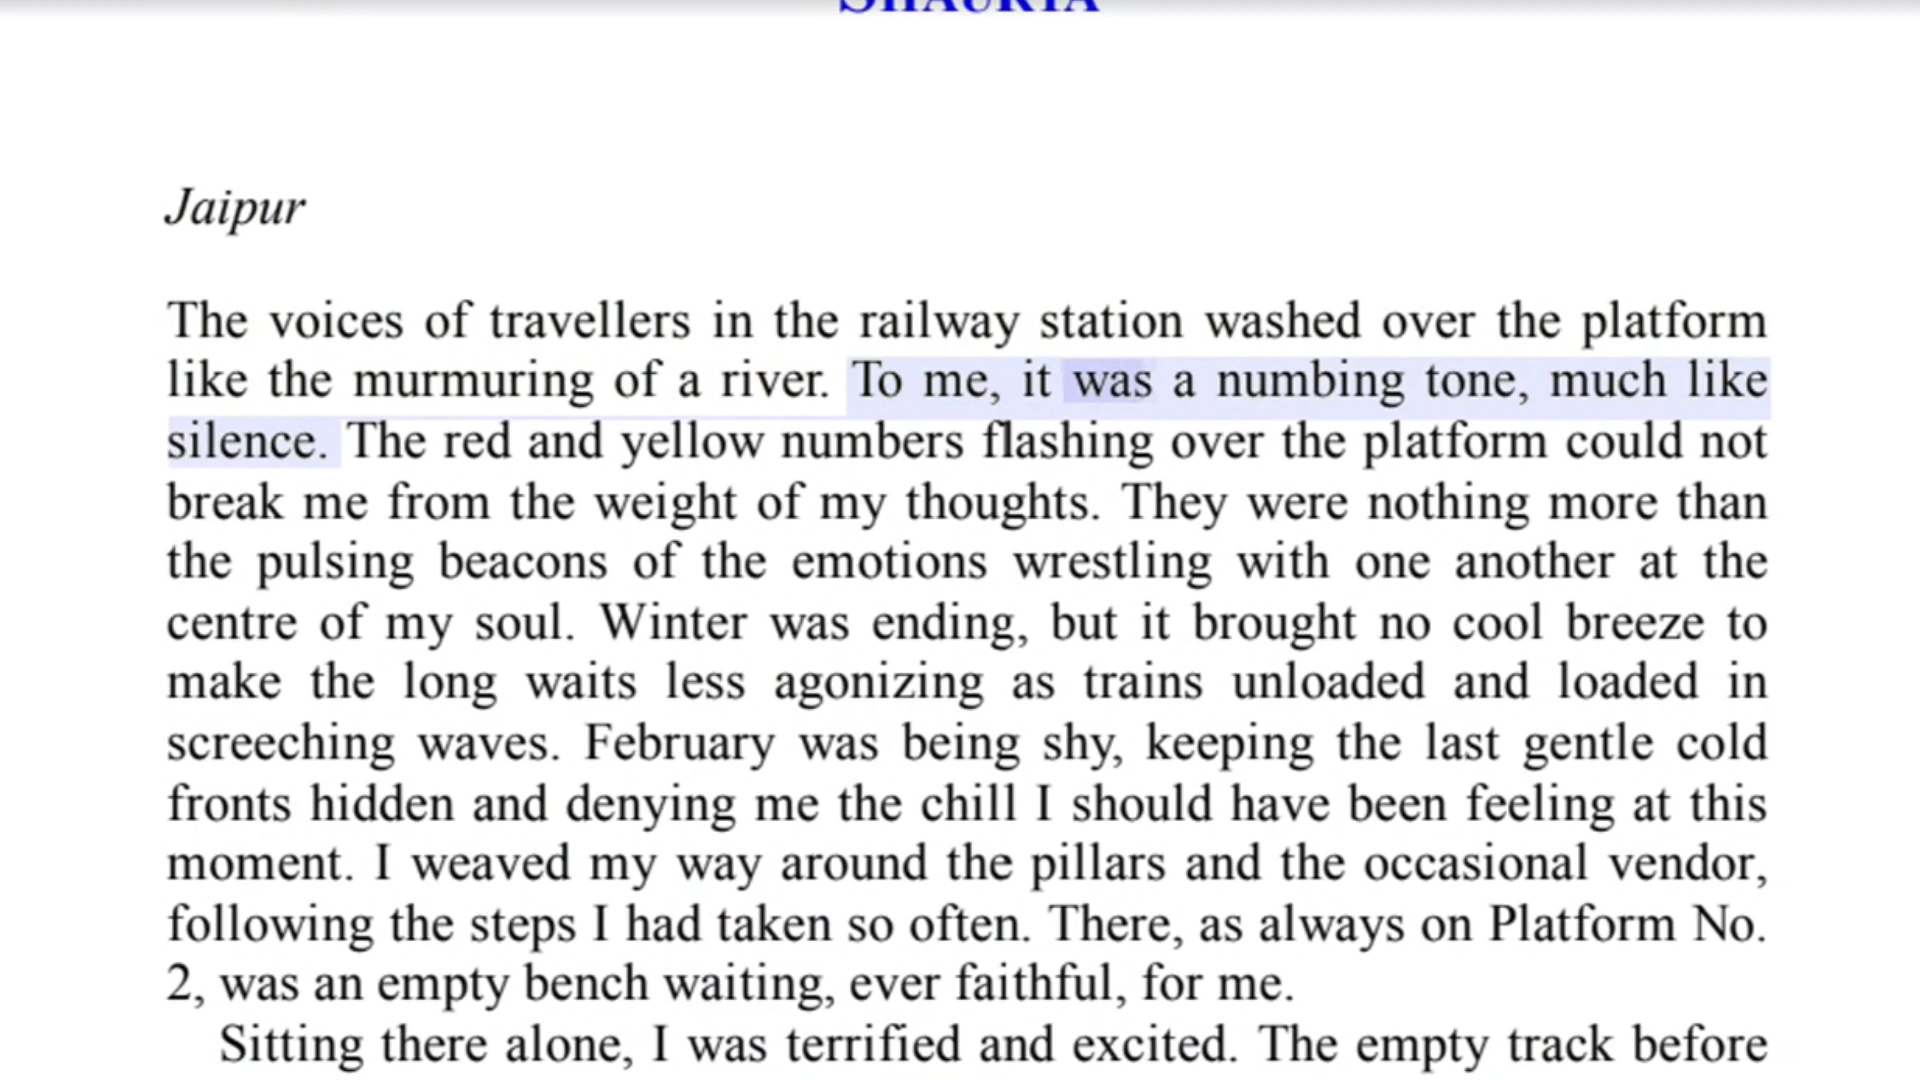 SHAURYA
Jaipur
The voices of travellers in the railway station washed over the platform
like the murmuring of a river. To me, it was a numbing tone, much like
silence. The red and yellow numbers flashing over the platform could not
break me from the weight of my thoughts. They were nothing more than
the pulsing beacons of the emotions wrestling with one another at the
centre of my soul. Winter was ending, but it brought no cool breeze to
make the long waits less agonizing as trains unloaded and loaded in
screeching waves. February was being shy, keeping the last gentle cold
fronts hidden and denying me the chill I should have been feeling at this
moment. I weaved my way around the pillars and the occasional vendor,
following the steps I had taken so often. There, as always on Platform No.
2, was an empty bench waiting, ever faithful, for me.
Sitting there alone, I was terrified and excited. The empty track before